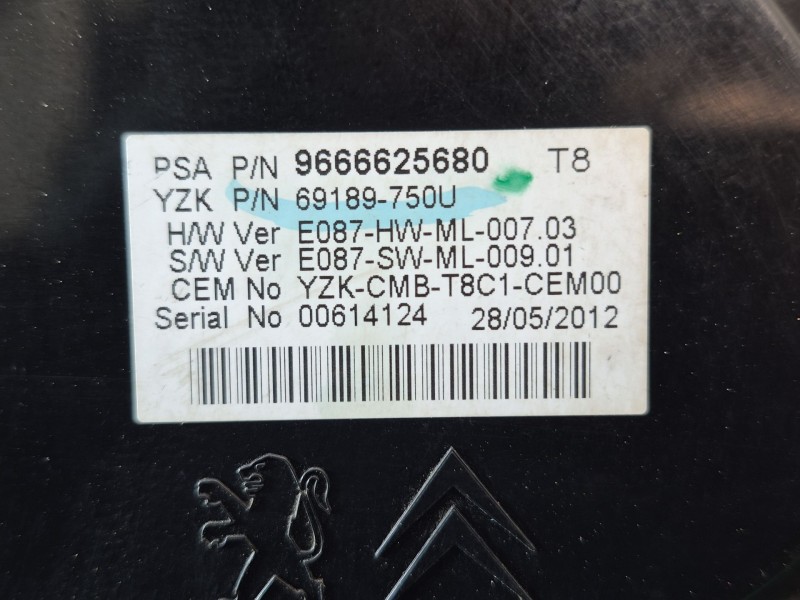 PSA P/N 9666625680 T8
YZK P/N 69189-750U
H/W Ver E087-HW-ML-007.03
S/W Ver E087-SW-ML-009.01
CEM No YZK-CMB-T8C1-CEM00
Serial No 00614124 28/05/2012